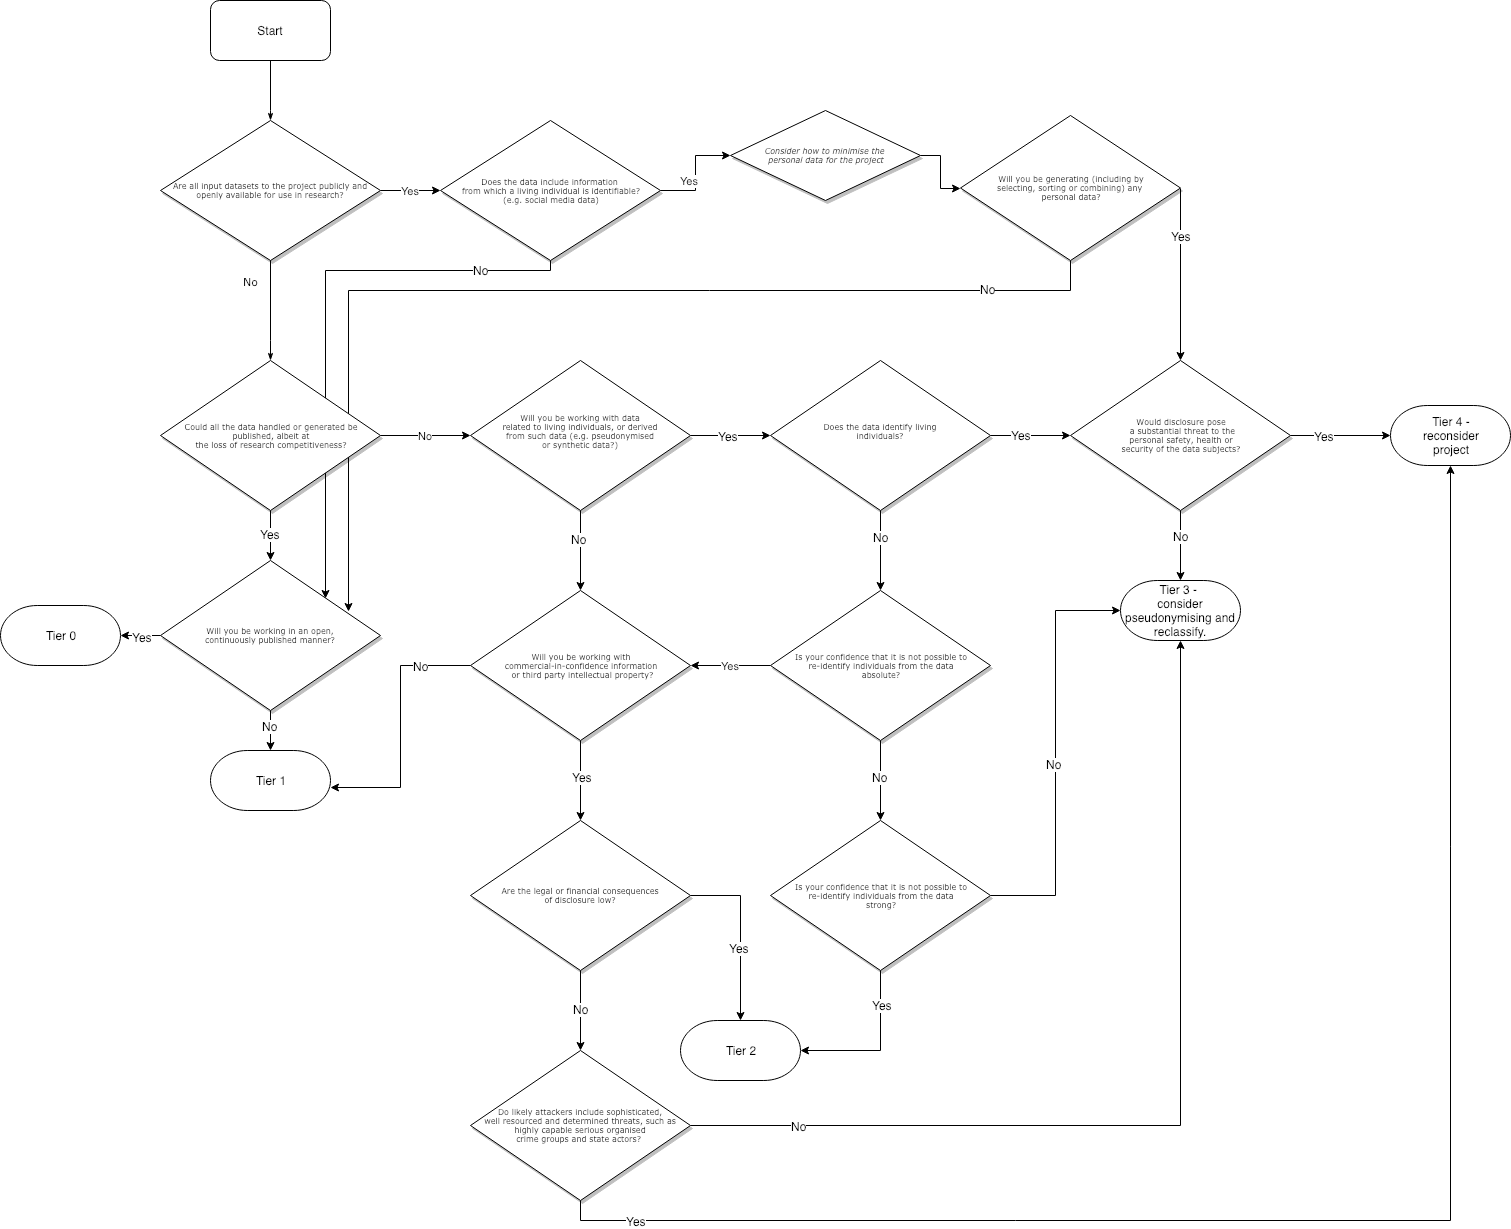 Start
Are all input datasets to the project publicly and
openly available for use in research?
Yes
Does the data include information
from which a living individual is identifiable?
(e.g. social media data)
Yes
Consider how to minimise the
personal data for the project
Will you be generating (including by
selecting, sorting or combining) any
personal data?
Yes
No
No
No
Could all the data handled or generated be
published, albeit at
the loss of research competitiveness?
No
Will you be working with data
related to living individuals, or derived
from such data (e.g. pseudonymised
or synthetic data?)
Yes
Does the data identify living
individuals?
Yes
Would disclosure pose
a substantial threat to the
personal safety, health or
security of the data subjects?
Yes
Tier 4 -
reconsider
project
Yes
No
No
No
Tier 0
Yes
Will you be working in an open,
continuously published manner?
No
Will you be working with
commercial-in-confidence information
or third party intellectual property?
Yes
Is your confidence that it is not possible to
re-identify individuals from the data
absolute?
Tier 3 -
consider
pseudonymising and
reclassify.
No
Tier 1
Yes
No
No
Are the legal or financial consequences
of disclosure low?
Yes
Is your confidence that it is not possible to
re-identify individuals from the data
strong?
No
Yes
Tier 2
Do likely attackers include sophisticated,
well resourced and determined threats, such as
highly capable serious organised
crime groups and state actors?
No
Yes